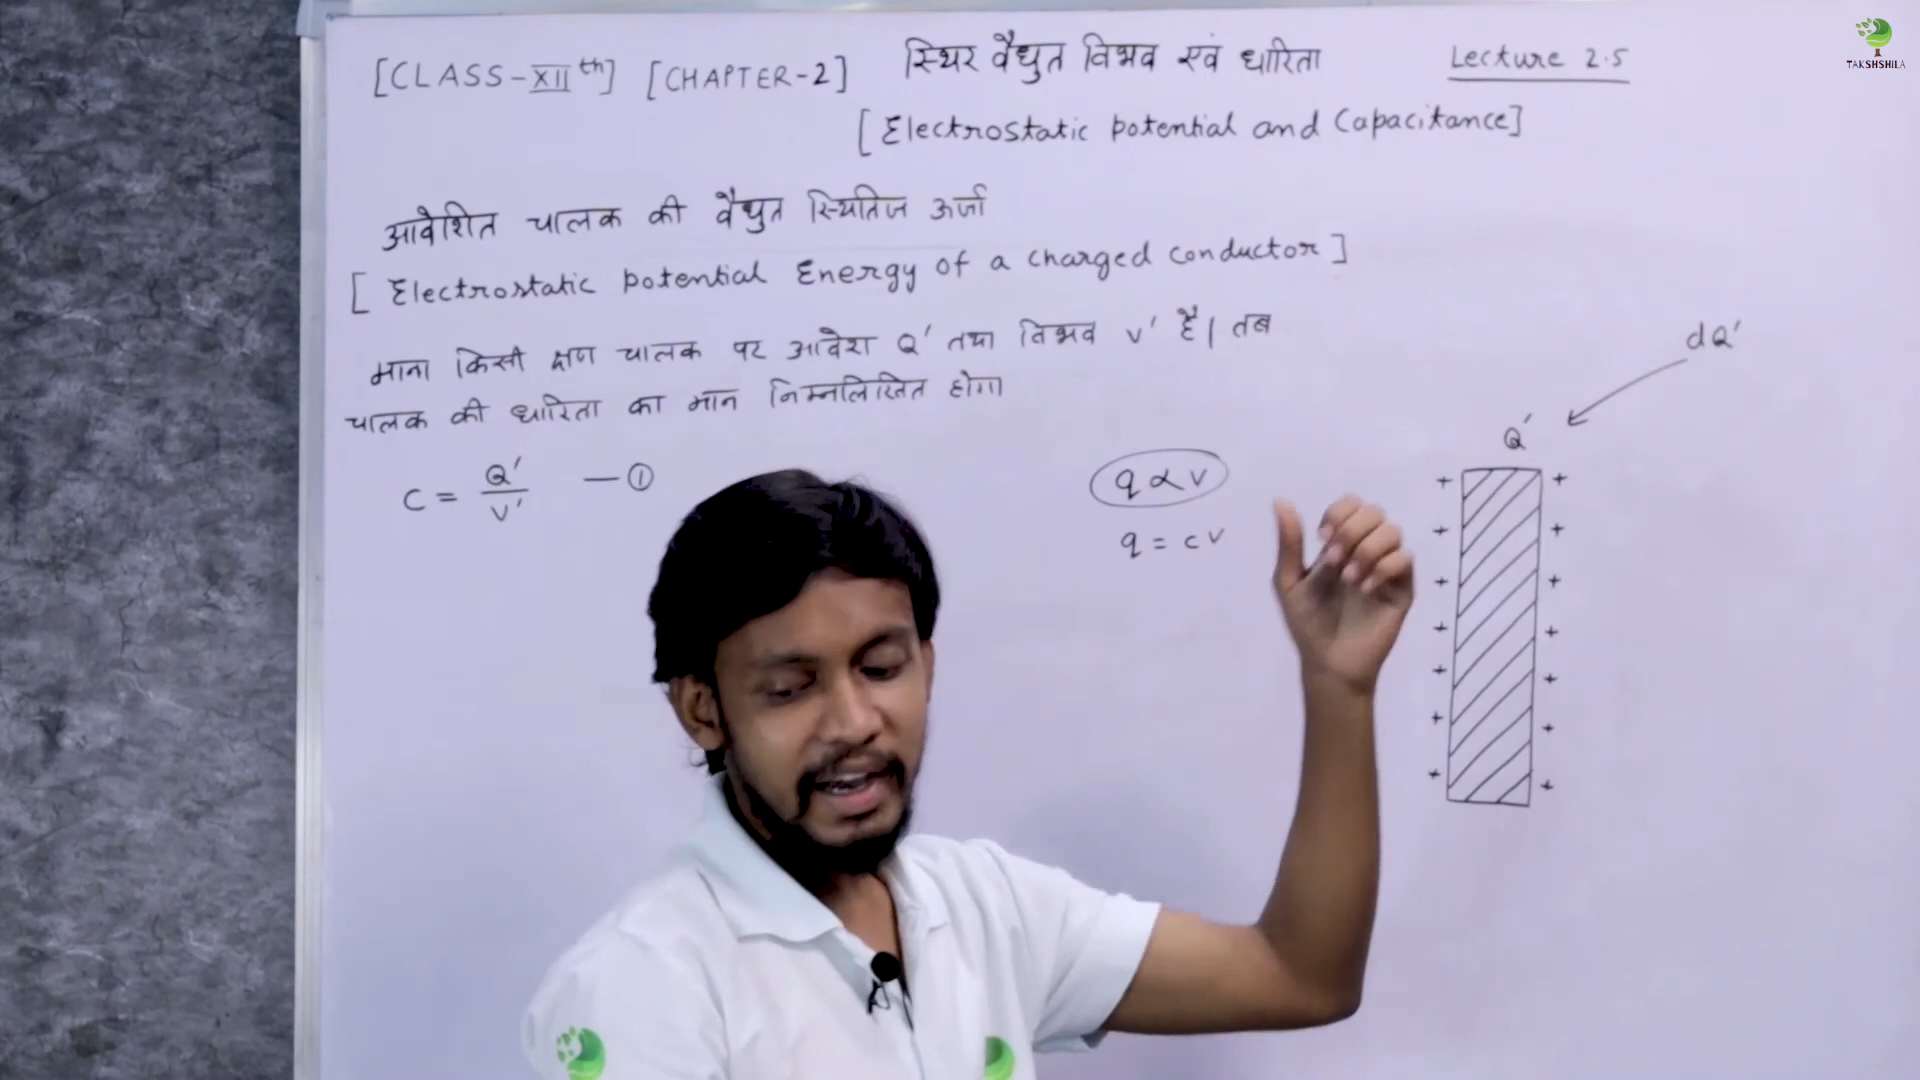 [CLASS-XIIth] [CHAPTER-2] स्थिर वैद्युत विभव एवं धारिता Lecture 2.5
[Electrostatic potential and Capacitance]
आवेशित चालक की वैद्युत स्थितिज ऊर्जा
[Electrostatic potential Energy of a charged conductor]
माना किसी क्षण चालक पर आवेश Q' तथा विभव v' है| तब
चालक की धारिता का मान निम्नलिखित होगा
C = Q'/v' —①
q ∝ v
q = cv
dQ'
Q'
TAKSHSHILA